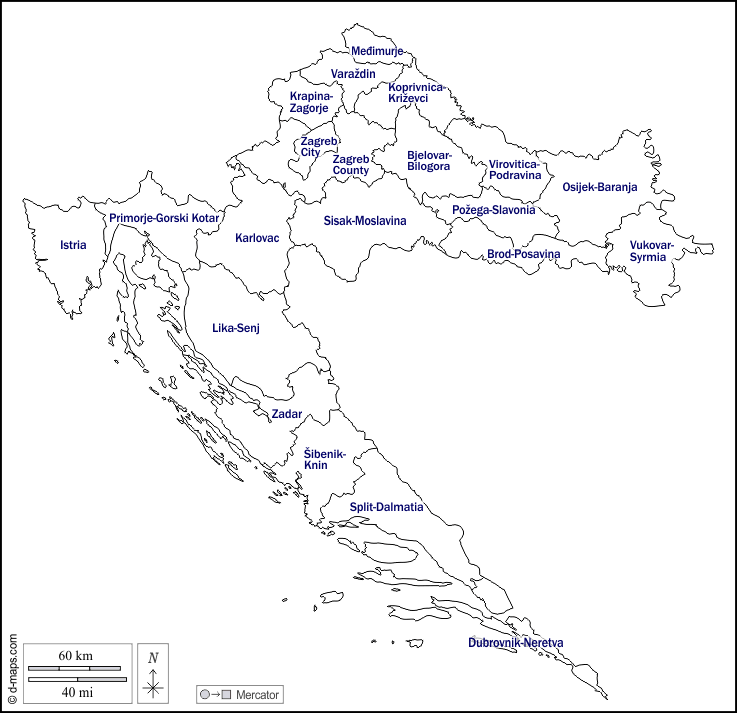 Međimurje
Varaždin
Koprivnica-
Križevci
Krapina-
Zagorje
Zagreb
City
Zagreb
County
Bjelovar-
Bilogora
Virovitica-
Podravina
Osijek-Baranja
Požega-Slavonia
Primorje-Gorski Kotar
Sisak-Moslavina
Karlovac
Istria
Brod-Posavina
Vukovar-
Syrmia
Lika-Senj
Zadar
Šibenik-
Knin
Split-Dalmatia
Dubrovnik-Neretva
© d-maps.com
60 km
40 mi
N
Mercator